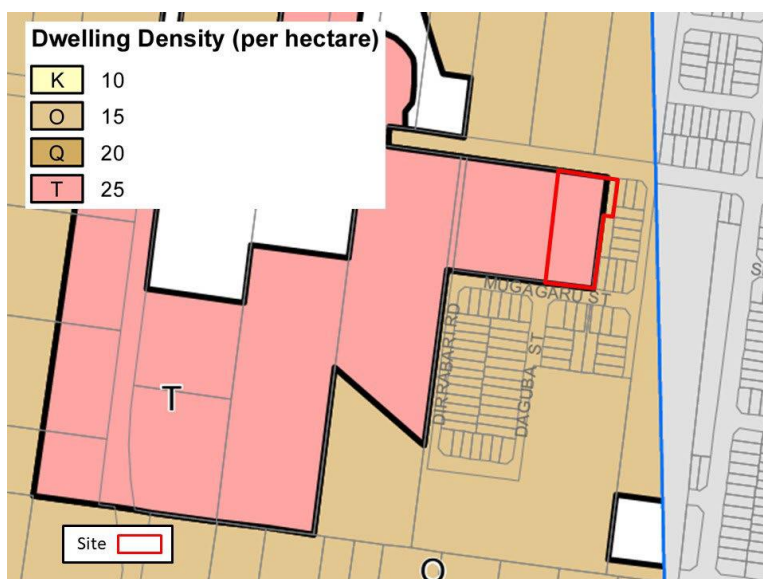 Dwelling Density (per hectare)
K 10
O 15
Q 20
T 25
MUGAGARU ST
DIRRABARI RD
DAGUBA ST
S
T
Site
O